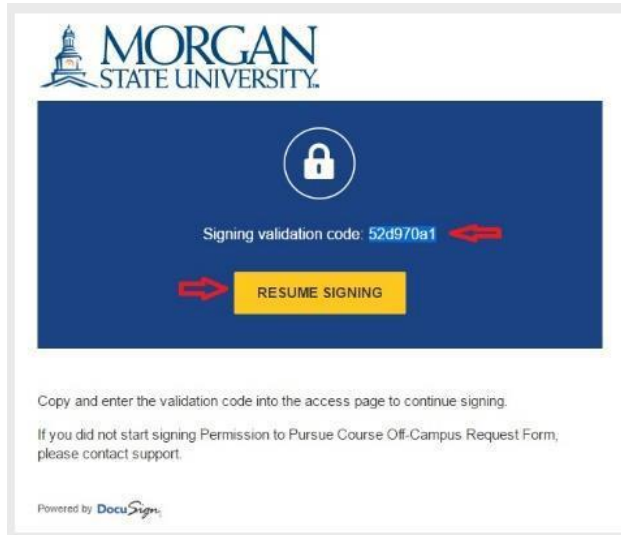 MORGAN
STATE UNIVERSITY
Signing validation code: 52d970a1
RESUME SIGNING
Copy and enter the validation code into the access page to continue signing.
If you did not start signing Permission to Pursue Course Off-Campus Request Form,
please contact support.
Powered by DocuSign